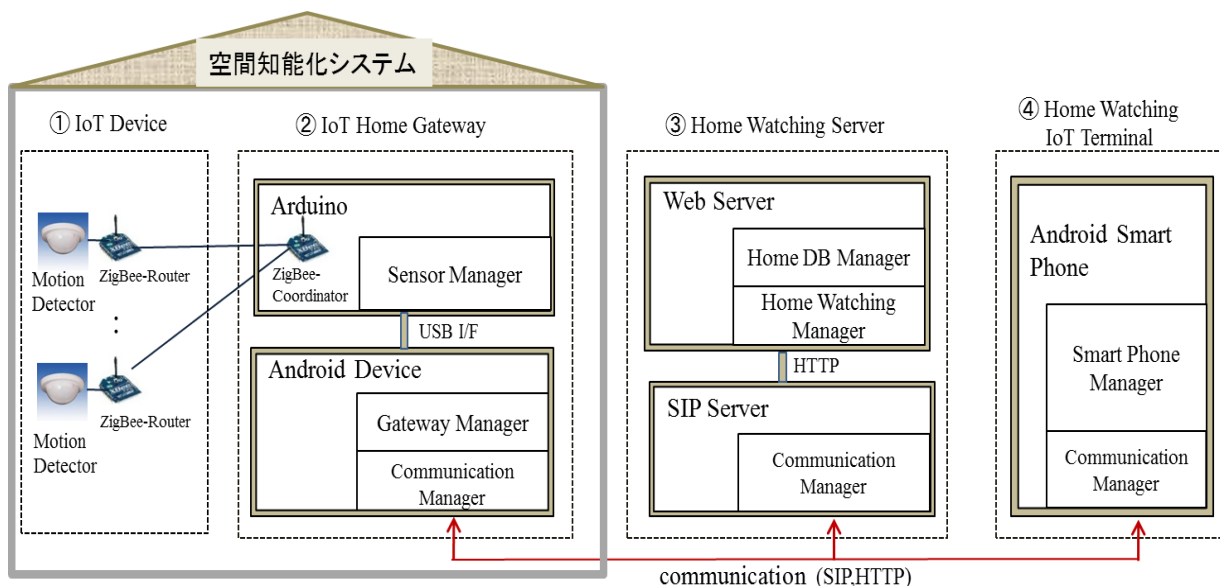 空間知能化システム
① IoT Device
Motion
Detector
ZigBee-Router
:
Motion
Detector
ZigBee-Router
② IoT Home Gateway
Arduino
ZigBee-
Coordinator
Sensor Manager
USB I/F
Android Device
Gateway Manager
Communication
Manager
③ Home Watching Server
Web Server
Home DB Manager
Home Watching
Manager
HTTP
SIP Server
Communication
Manager
④ Home Watching
IoT Terminal
Android Smart
Phone
Smart Phone
Manager
Communication
Manager
communication (SIP,HTTP)